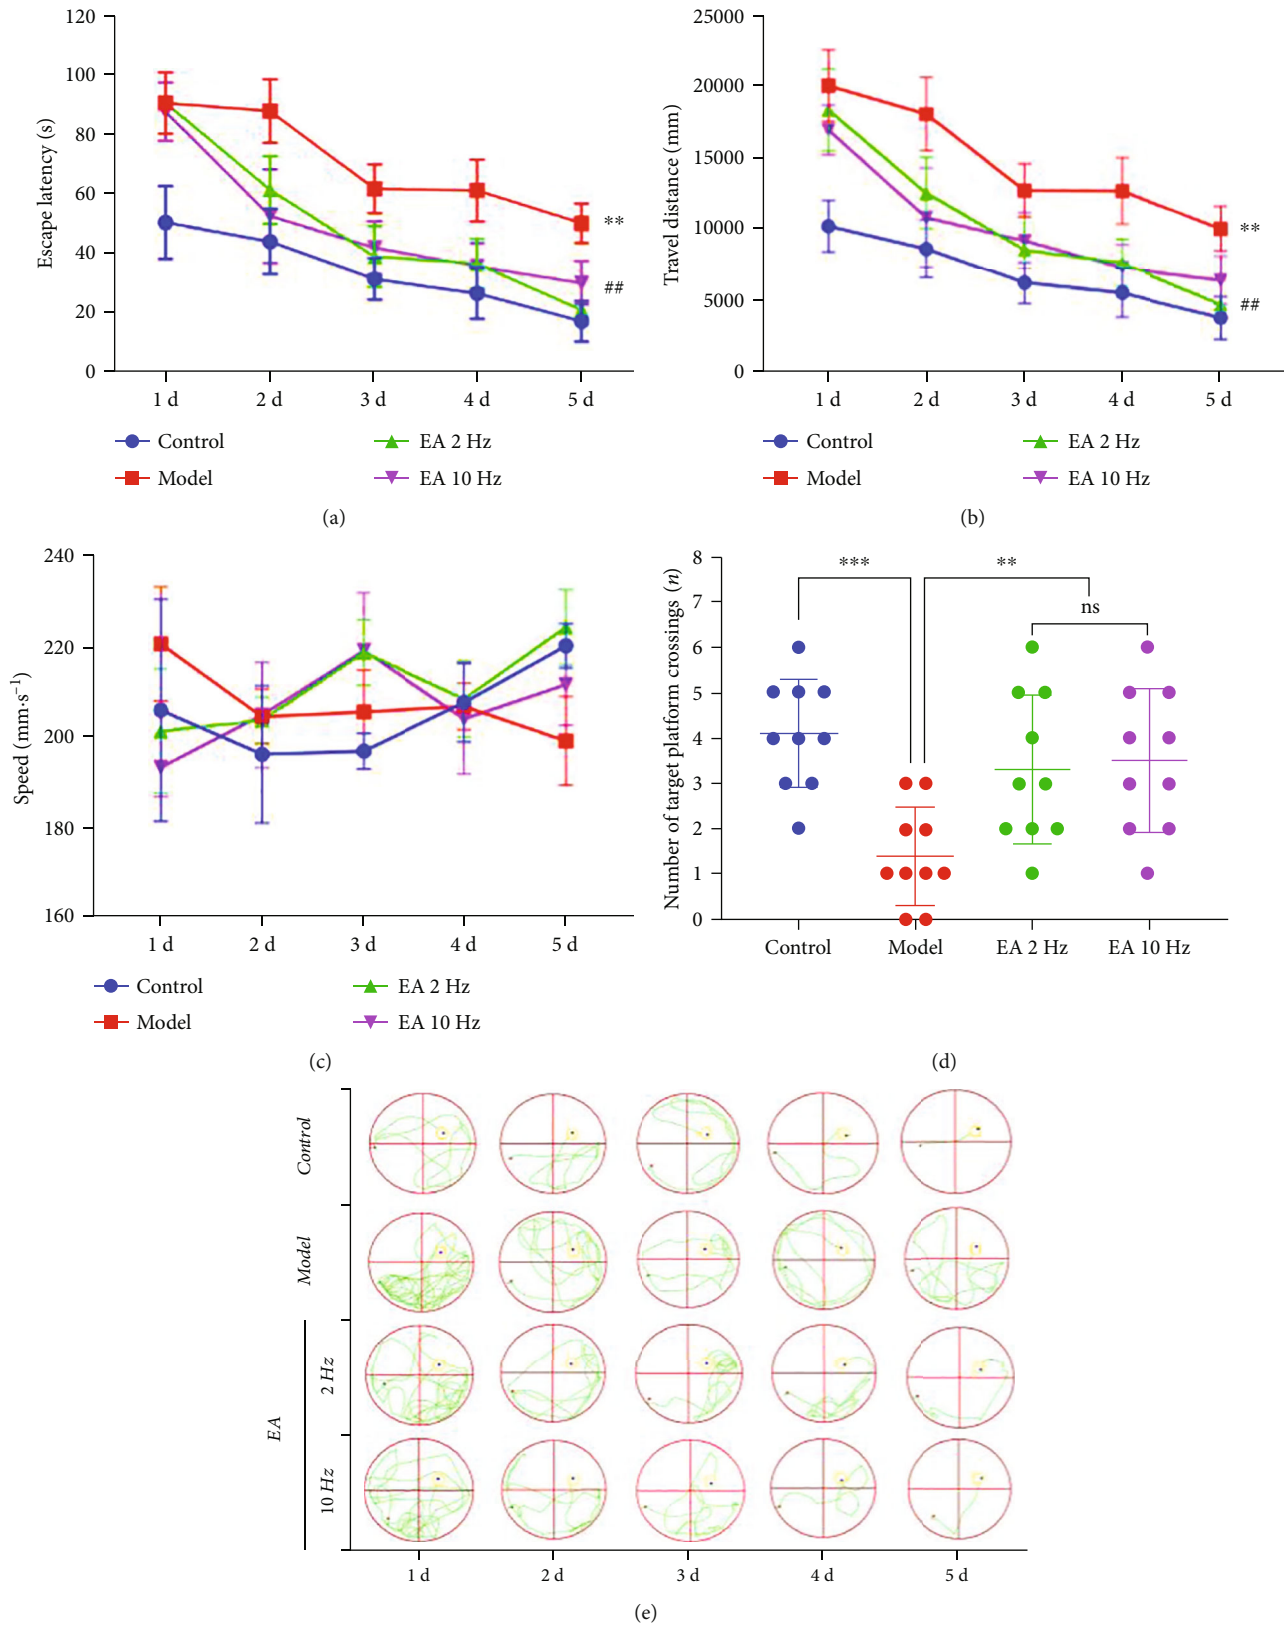 120
100
80
60
40
20
0
Escape latency (s)
**
##
1 d 2 d 3 d 4 d 5 d
Control EA 2 Hz
Model EA 10 Hz
(a)
25000
20000
15000
10000
5000
0
Travel distance (mm)
**
##
1 d 2 d 3 d 4 d 5 d
Control EA 2 Hz
Model EA 10 Hz
(b)
240
220
200
180
160
Speed (mm·s⁻¹)
1 d 2 d 3 d 4 d 5 d
Control EA 2 Hz
Model EA 10 Hz
(c)
8
7
6
5
4
3
2
1
0
Number of target platform crossings (n)
*** **
ns
Control Model EA 2 Hz EA 10 Hz
(d)
Control
Model
EA
2 Hz
10 Hz
1 d 2 d 3 d 4 d 5 d
(e)